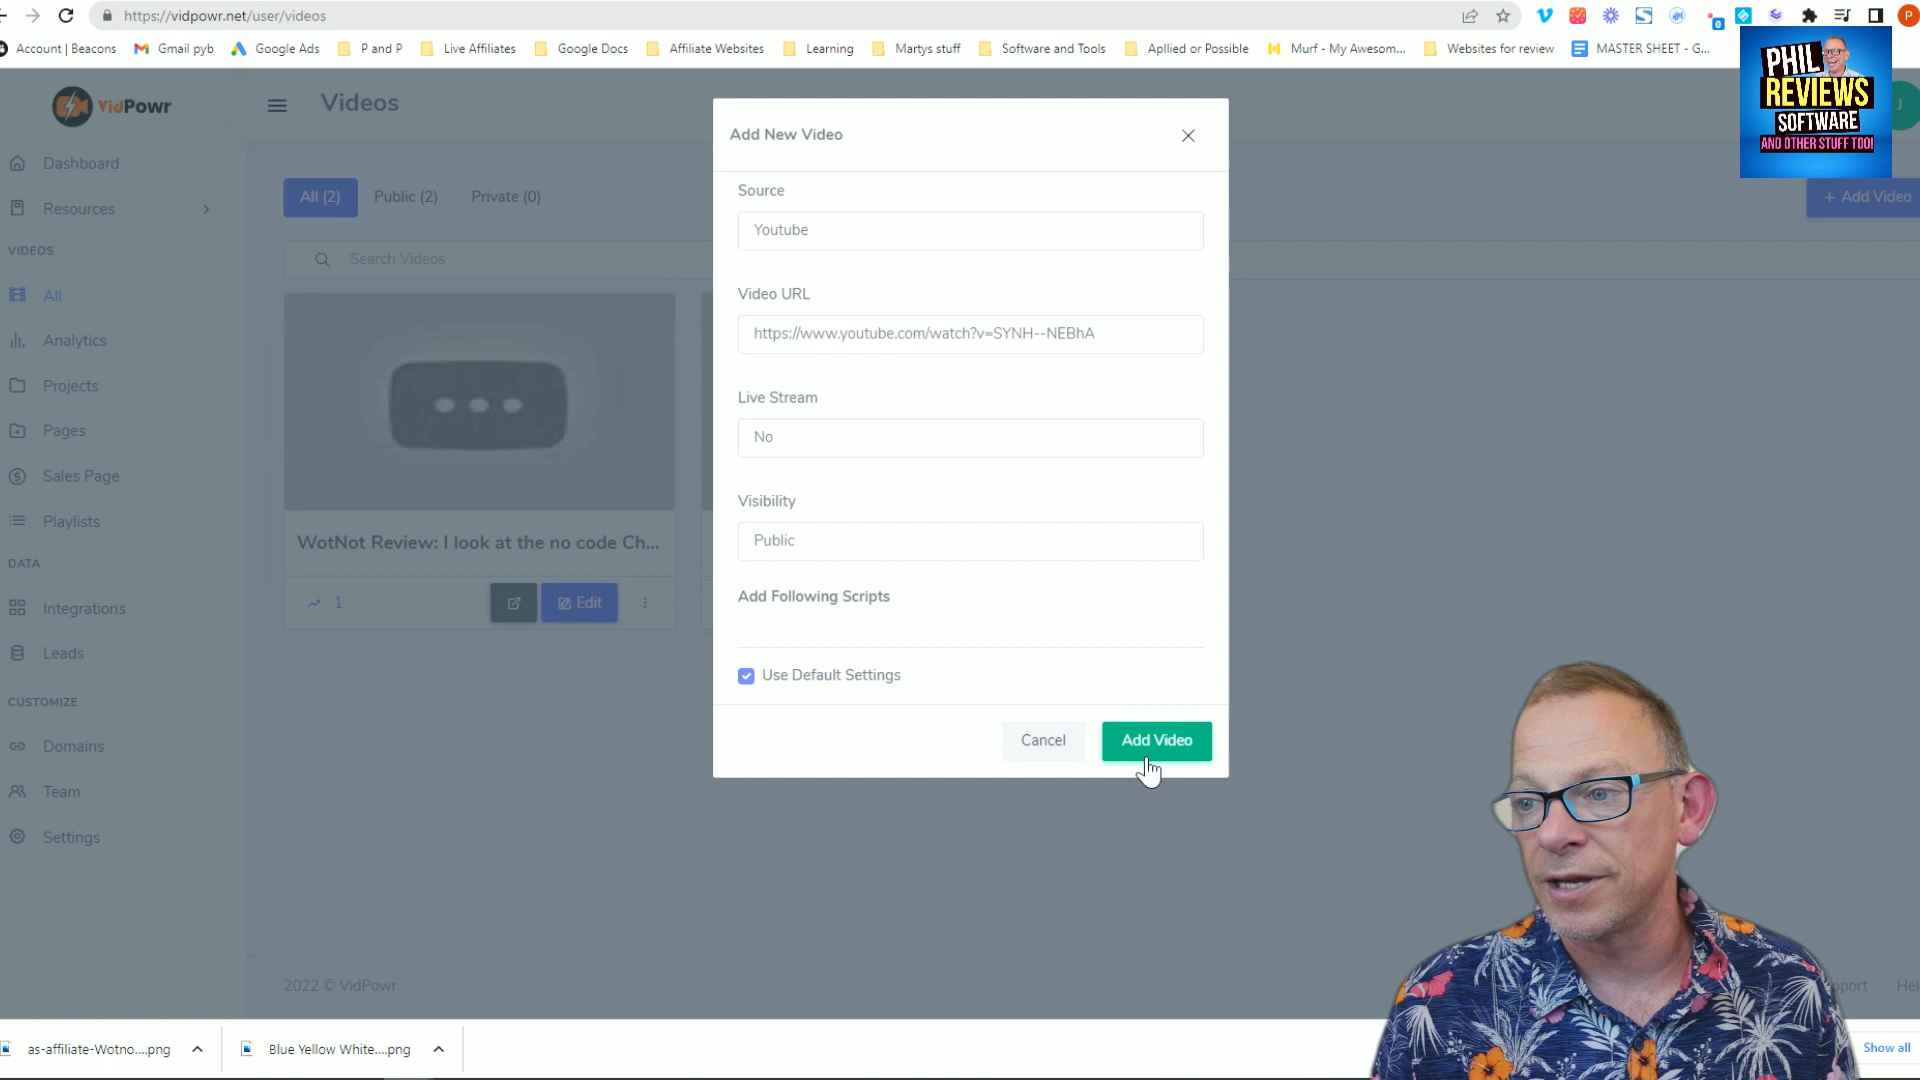 https://vidpowr.net/user/videos
Account | Beacons
Gmail pyb
Google Ads
P and P
Live Affiliates
Google Docs
Affiliate Websites
Learning
Martys stuff
Software and Tools
Apllied or Possible
Murf - My Awesom...
Websites for review
MASTER SHEET - G...
P
0
PHIL
REVIEWS
SOFTWARE
AND OTHER STUFF TOO!
J
VidPowr
Videos
Dashboard
Resources
VIDEOS
All
Analytics
Projects
Pages
Sales Page
Playlists
DATA
Integrations
Leads
CUSTOMIZE
Domains
Team
Settings
All (2)
Public (2)
Private (0)
+ Add Video
Search Videos
WotNot Review: I look at the no code Ch...
1
Edit
Add New Video
Source
Youtube
Video URL
https://www.youtube.com/watch?v=SYNH--NEBhA
Live Stream
No
Visibility
Public
Add Following Scripts
Use Default Settings
Cancel
Add Video
2022 © VidPowr
as-affiliate-Wotno....png
Blue Yellow White....png
Show all